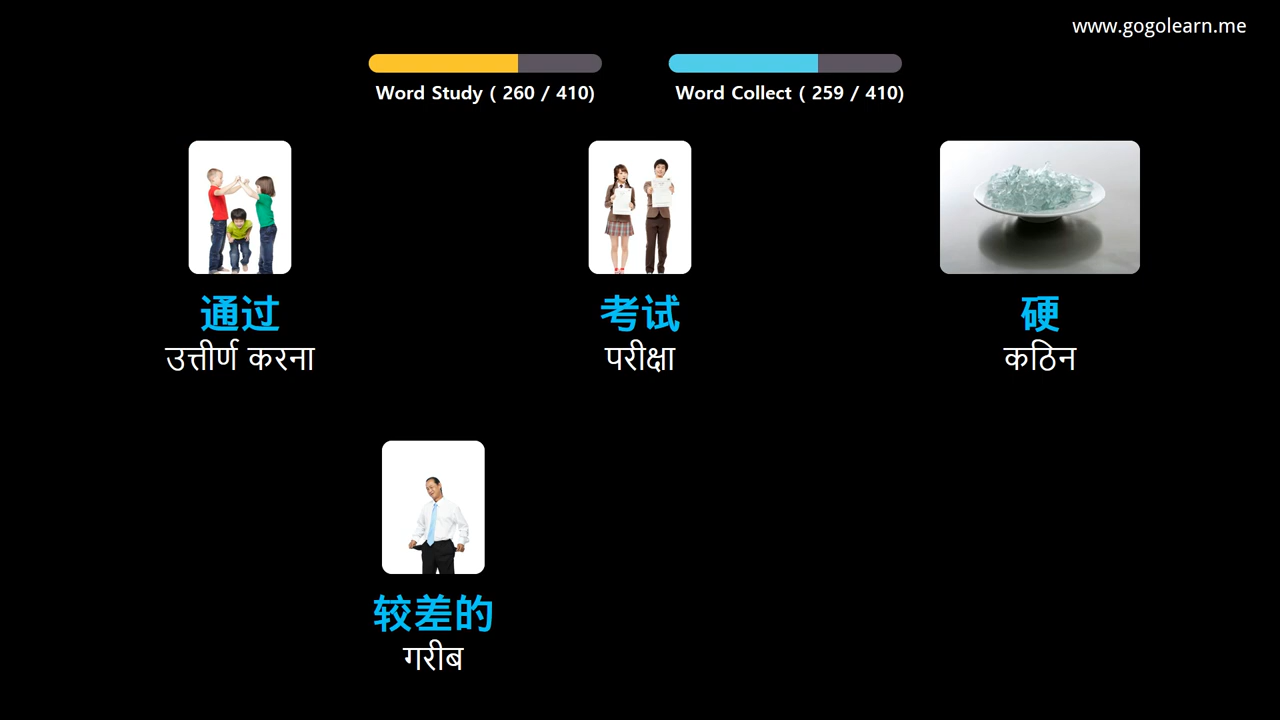 www.gogolearn.me
Word Study ( 260 / 410)
Word Collect ( 259 / 410)
通过
उत्तीर्ण करना
考试
परीक्षा
硬
कठिन
较差的
गरीब